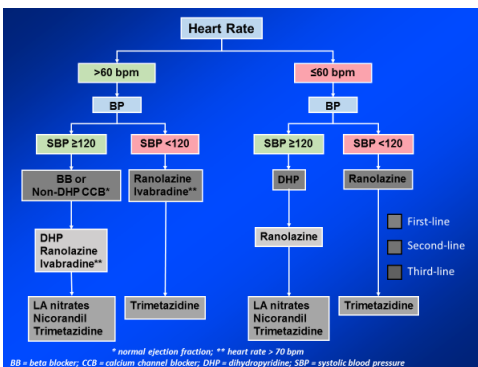 Heart Rate
>60 bpm
≤60 bpm
BP
BP
SBP ≥120
SBP <120
SBP ≥120
SBP <120
BB or
Non-DHP CCB*
Ranolazine
Ivabradine**
DHP
Ranolazine
First-line
Second-line
Third-line
DHP
Ranolazine
Ivabradine**
Ranolazine
LA nitrates
Nicorandil
Trimetazidine
Trimetazidine
LA nitrates
Nicorandil
Trimetazidine
Trimetazidine
* normal ejection fraction; ** heart rate > 70 bpm
BB = beta blocker; CCB = calcium channel blocker; DHP = dihydropyridine; SBP = systolic blood pressure